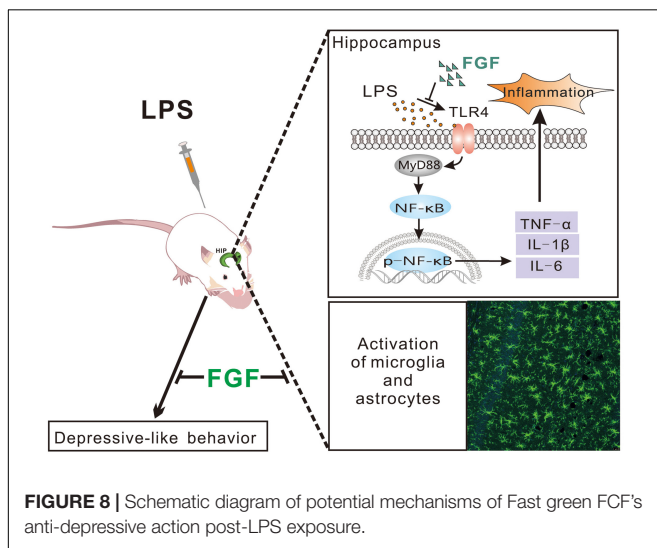 Hippocampus
FGF
LPS
TLR4
Inflammation
MyD88
NF-κB
p-NF-κB
TNF-α
IL-1β
IL-6
LPS
HIP
FGF
Depressive-like behavior
Activation
of microglia
and
astrocytes
FIGURE 8 | Schematic diagram of potential mechanisms of Fast green FCF's
anti-depressive action post-LPS exposure.